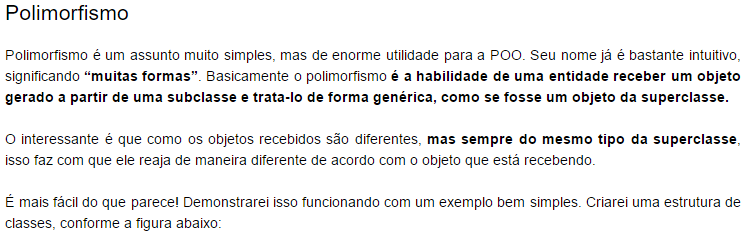 Polimorfismo
Polimorfismo é um assunto muito simples, mas de enorme utilidade para a POO. Seu nome já é bastante intuitivo,
significando “muitas formas”. Basicamente o polimorfismo é a habilidade de uma entidade receber um objeto
gerado a partir de uma subclasse e trata-lo de forma genérica, como se fosse um objeto da superclasse.
O interessante é que como os objetos recebidos são diferentes, mas sempre do mesmo tipo da superclasse,
isso faz com que ele reaja de maneira diferente de acordo com o objeto que está recebendo.
É mais fácil do que parece! Demonstrarei isso funcionando com um exemplo bem simples. Criarei uma estrutura de
classes, conforme a figura abaixo: